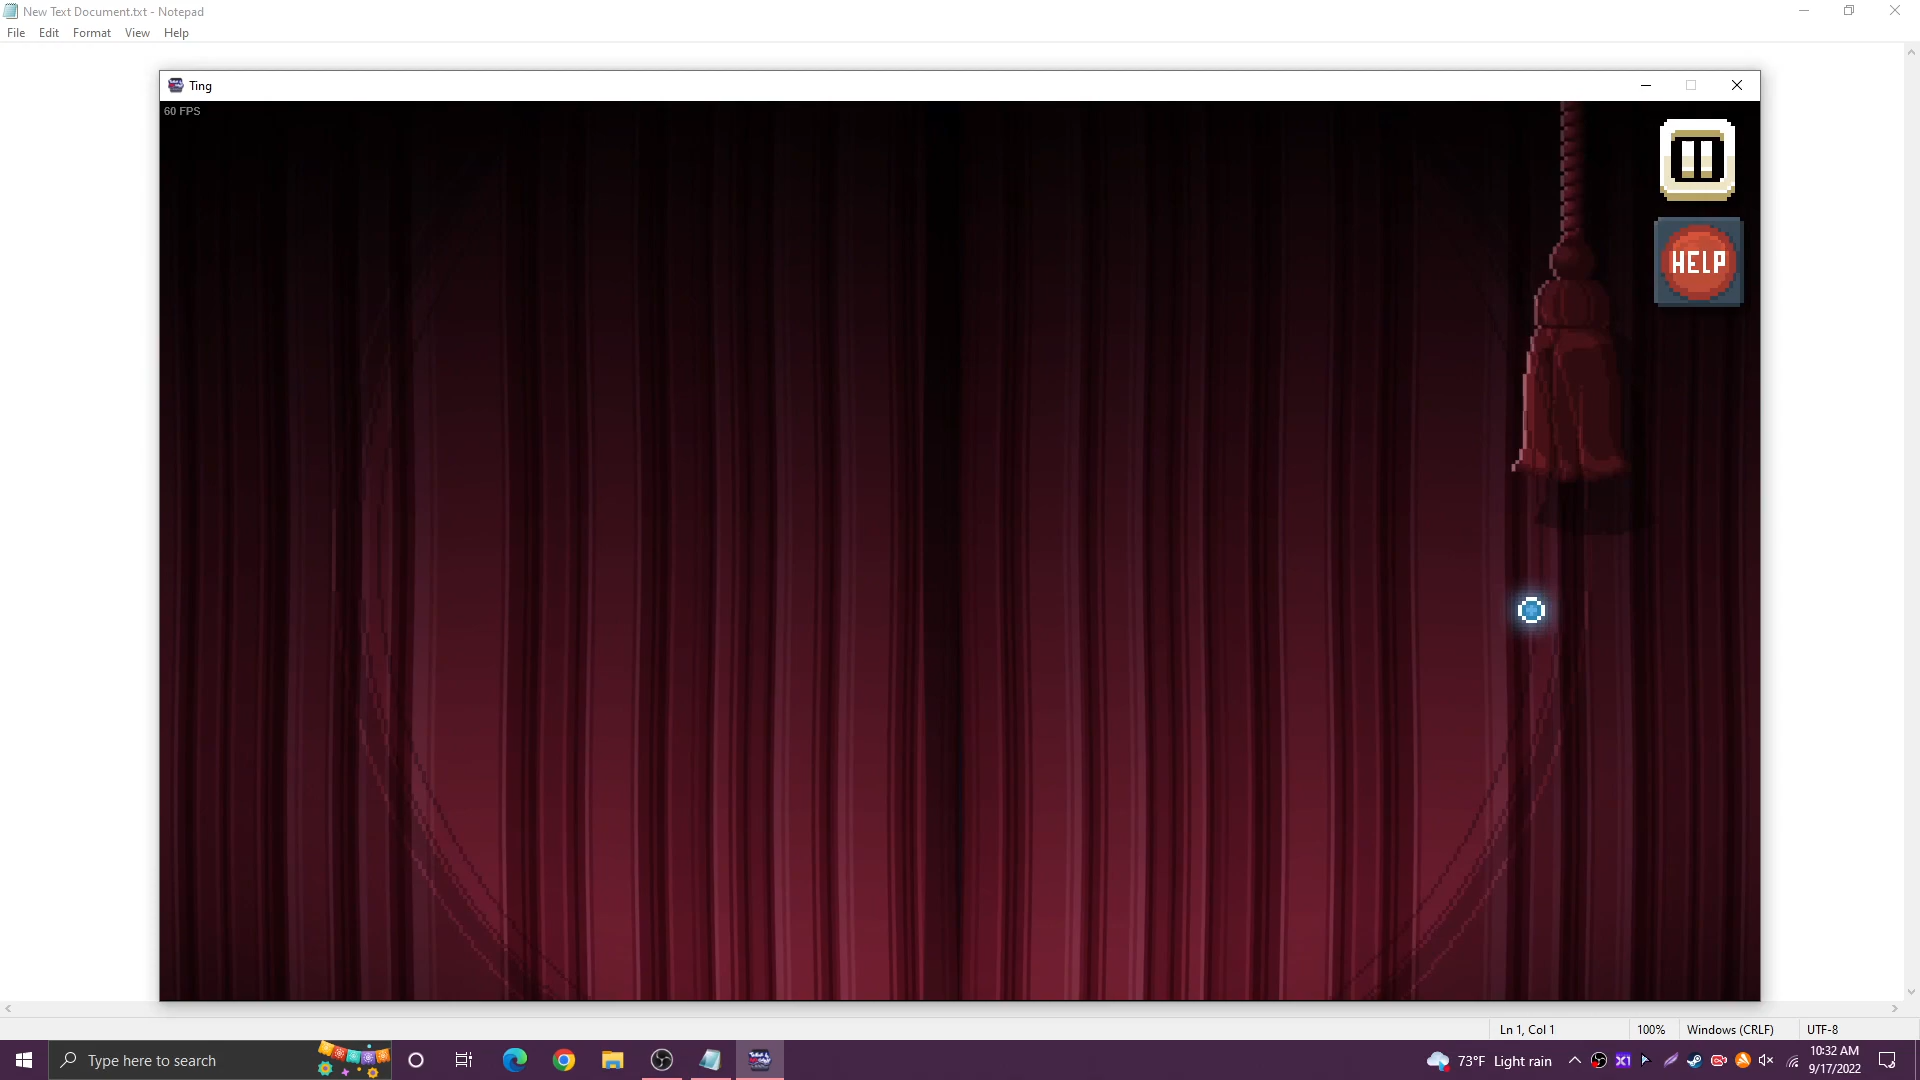 New Text Document.txt - Notepad
File Edit Format View Help
Ting
60 FPS
HELP
Ln 1, Col 1 100% Windows (CRLF) UTF-8
Type here to search
73°F Light rain
X1
10:32 AM
9/17/2022